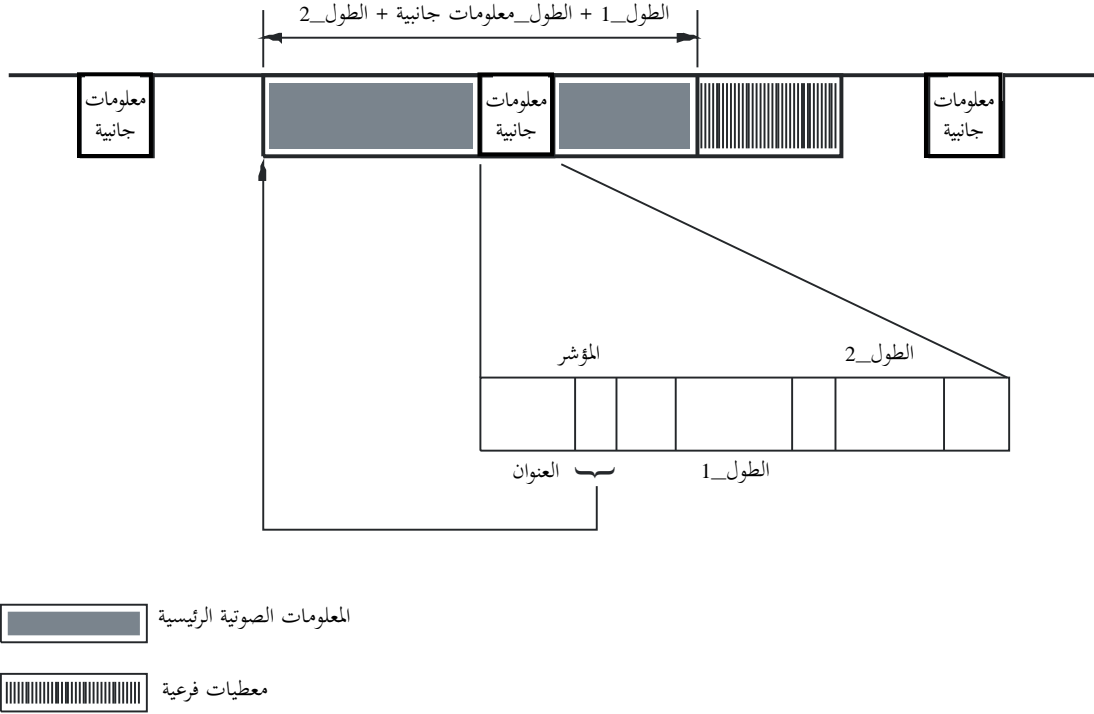 الطول_1 + الطول_معلومات جانبية + الطول_2
معلومات
جانبية
معلومات
جانبية
معلومات
جانبية
المؤشر
الطول_2
العنوان
الطول_1
المعلومات الصوتية الرئيسية
معطيات فرعية